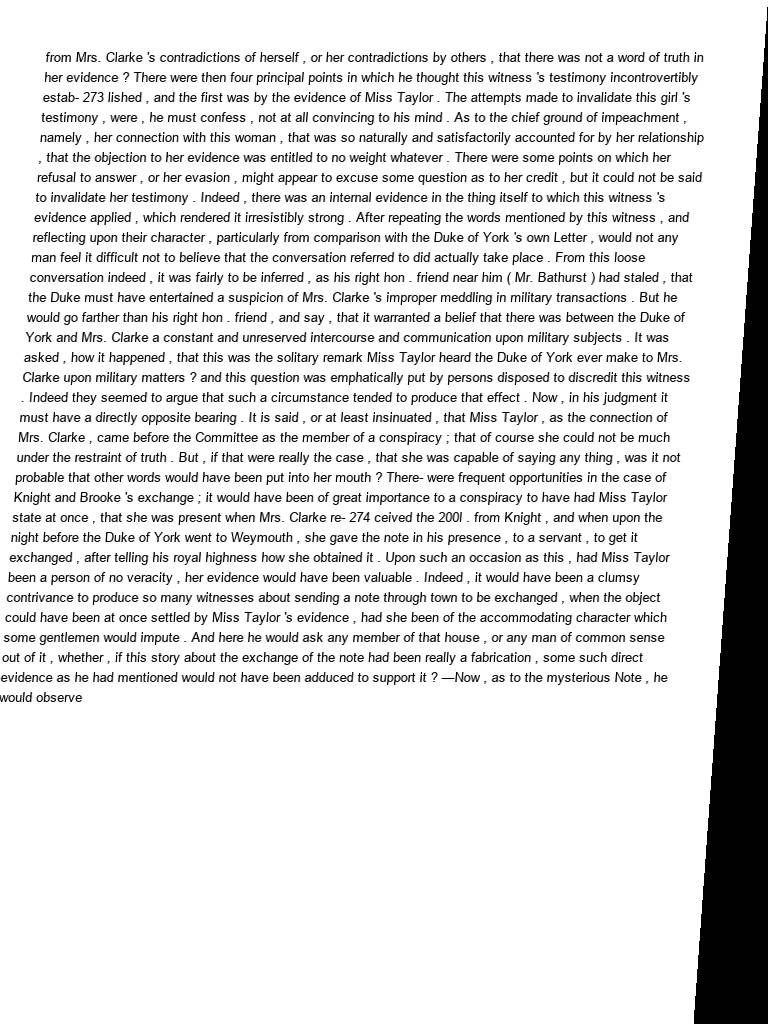 from Mrs. Clarke 's contradictions of herself , or her contradictions by others , that there was not a word of truth in
her evidence ? There were then four principal points in which he thought this witness 's testimony incontrovertibly
estab- 273 lished , and the first was by the evidence of Miss Taylor . The attempts made to invalidate this girl 's
testimony , were , he must confess , not at all convincing to his mind . As to the chief ground of impeachment ,
namely , her connection with this woman , that was so naturally and satisfactorily accounted for by her relationship
, that the objection to her evidence was entitled to no weight whatever . There were some points on which her
refusal to answer , or her evasion , might appear to excuse some question as to her credit , but it could not be said
to invalidate her testimony . Indeed , there was an internal evidence in the thing itself to which this witness 's
evidence applied , which rendered it irresistibly strong . After repeating the words mentioned by this witness , and
reflecting upon their character , particularly from comparison with the Duke of York 's own Letter , would not any
man feel it difficult not to believe that the conversation referred to did actually take place . From this loose
conversation indeed , it was fairly to be inferred , as his right hon . friend near him ( Mr. Bathurst ) had staled , that
the Duke must have entertained a suspicion of Mrs. Clarke 's improper meddling in military transactions . But he
would go farther than his right hon . friend , and say , that it warranted a belief that there was between the Duke of
York and Mrs. Clarke a constant and unreserved intercourse and communication upon military subjects . It was
asked , how it happened , that this was the solitary remark Miss Taylor heard the Duke of York ever make to Mrs.
Clarke upon military matters ? and this question was emphatically put by persons disposed to discredit this witness
. Indeed they seemed to argue that such a circumstance tended to produce that effect . Now , in his judgment it
must have a directly opposite bearing . It is said , or at least insinuated , that Miss Taylor , as the connection of
Mrs. Clarke , came before the Committee as the member of a conspiracy ; that of course she could not be much
under the restraint of truth . But , if that were really the case , that she was capable of saying any thing , was it not
probable that other words would have been put into her mouth ? There- were frequent opportunities in the case of
Knight and Brooke 's exchange ; it would have been of great importance to a conspiracy to have had Miss Taylor
state at once , that she was present when Mrs. Clarke re- 274 ceived the 200l . from Knight , and when upon the
night before the Duke of York went to Weymouth , she gave the note in his presence , to a servant , to get it
exchanged , after telling his royal highness how she obtained it . Upon such an occasion as this , had Miss Taylor
been a person of no veracity , her evidence would have been valuable . Indeed , it would have been a clumsy
contrivance to produce so many witnesses about sending a note through town to be exchanged , when the object
could have been at once settled by Miss Taylor 's evidence , had she been of the accommodating character which
some gentlemen would impute . And here he would ask any member of that house , or any man of common sense
out of it , whether , if this story about the exchange of the note had been really a fabrication , some such direct
evidence as he had mentioned would not have been adduced to support it ? —Now , as to the mysterious Note , he
would observe